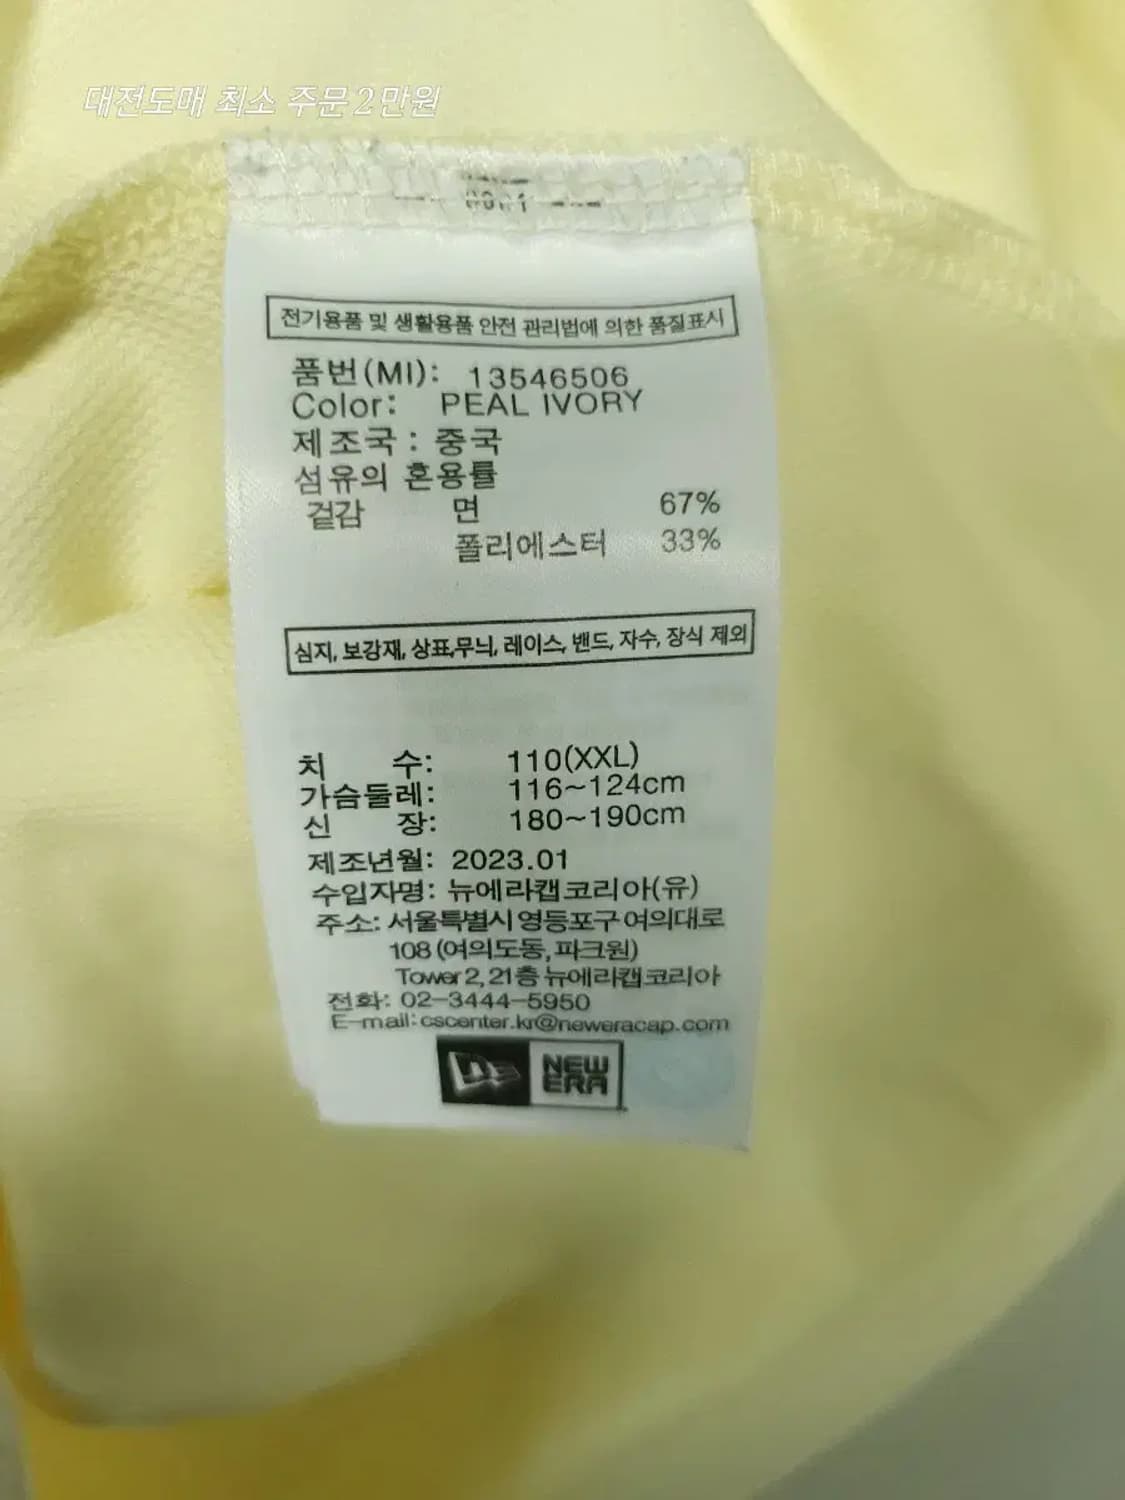 대전도매 최소 주문 2만원
전기용품 및 생활용품 안전 관리법에 의한 품질표시
품번(MI): 13546506
Color: PEAL IVORY
제조국 : 중국
섬유의 혼용률
겉감 면 67%
폴리에스터 33%
심지, 보강재, 상표,무늬, 레이스, 밴드, 자수, 장식 제외
치 수: 110(XXL)
가슴둘레: 116~124cm
신 장: 180~190cm
제조년월: 2023.01
수입자명: 뉴에라캡코리아(유)
주소: 서울특별시 영등포구 여의대로
108 (여의도동, 파크원)
Tower 2, 21층 뉴에라캡코리아
전화: 02-3444-5950
E-mail: cscenter.kr@neweracap.com
NEW
ERA